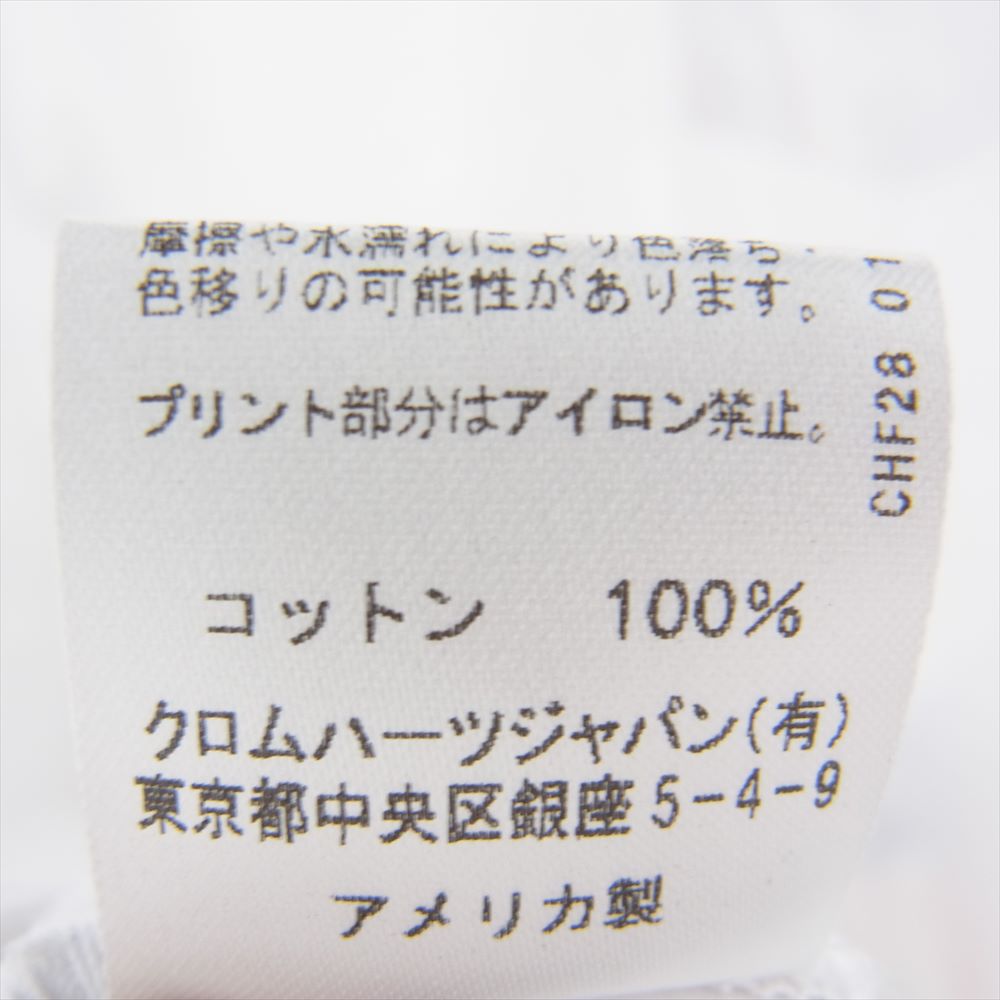 摩擦や水濡れにより色落ち・
色移りの可能性があります。
プリント部分はアイロン禁止。
コットン 100%
クロムハーツジャパン(有)
東京都中央区銀座5-4-9
アメリカ製
CHF28 01